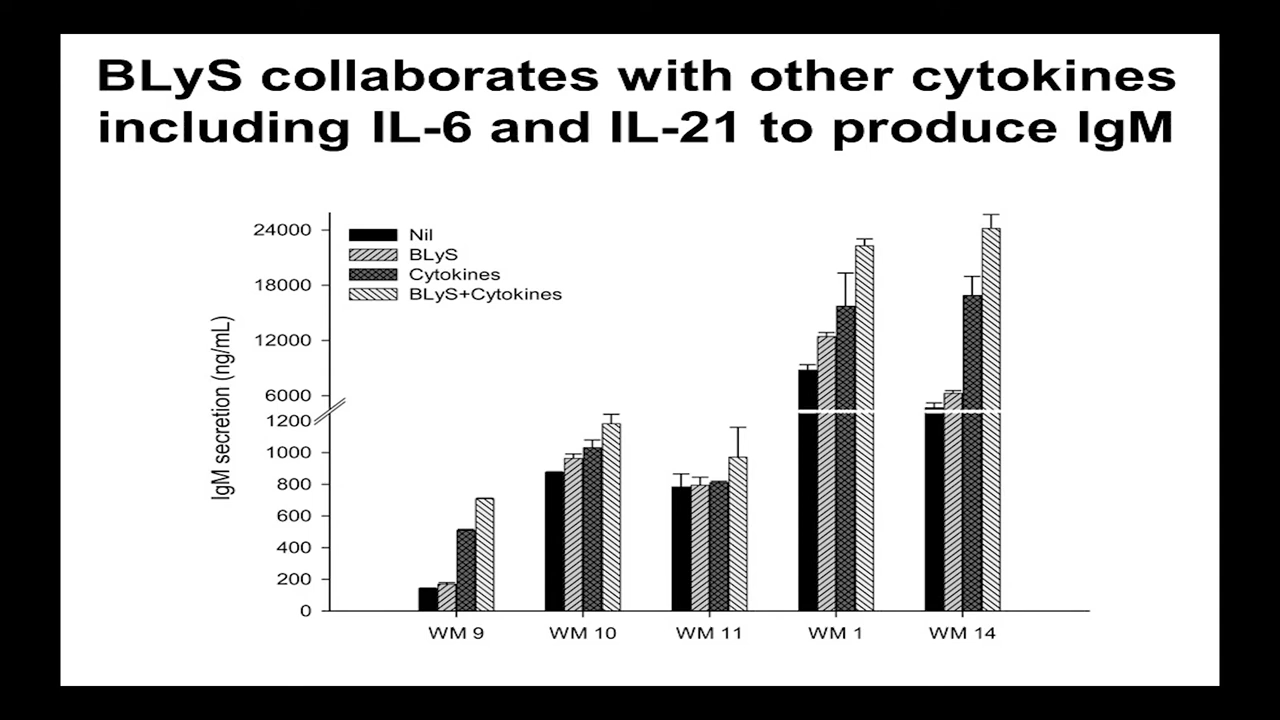 BLyS collaborates with other cytokines
including IL-6 and IL-21 to produce IgM
24000
18000
12000
6000
1200
1000
800
600
400
200
0
IgM secretion (ng/mL)
Nil
BLyS
Cytokines
BLyS+Cytokines
WM 9
WM 10
WM 11
WM 1
WM 14